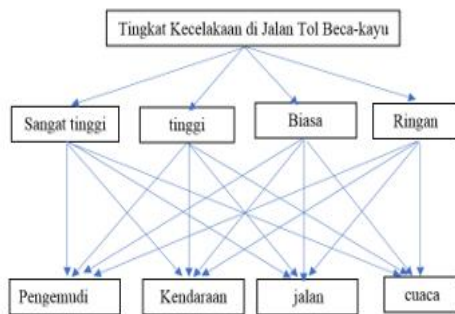 Tingkat Kecelakaan di Jalan Tol Beca-kayu
Sangat tinggi
tinggi
Biasa
Ringan
Pengemudi
Kendaraan
jalan
cuaca